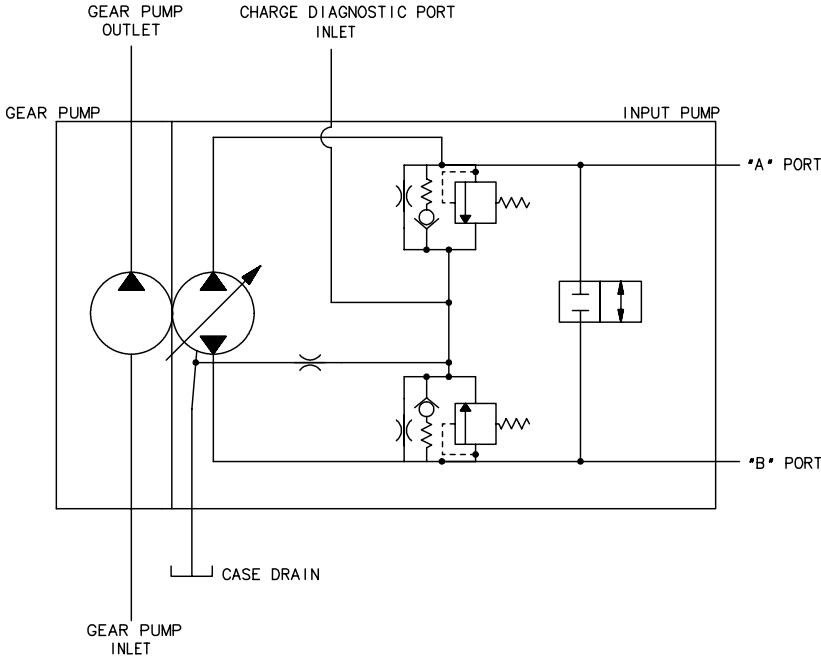 GEAR PUMP
OUTLET
CHARGE DIAGNOSTIC PORT
INLET
GEAR PUMP
INPUT PUMP
"A" PORT
"B" PORT
CASE DRAIN
GEAR PUMP
INLET